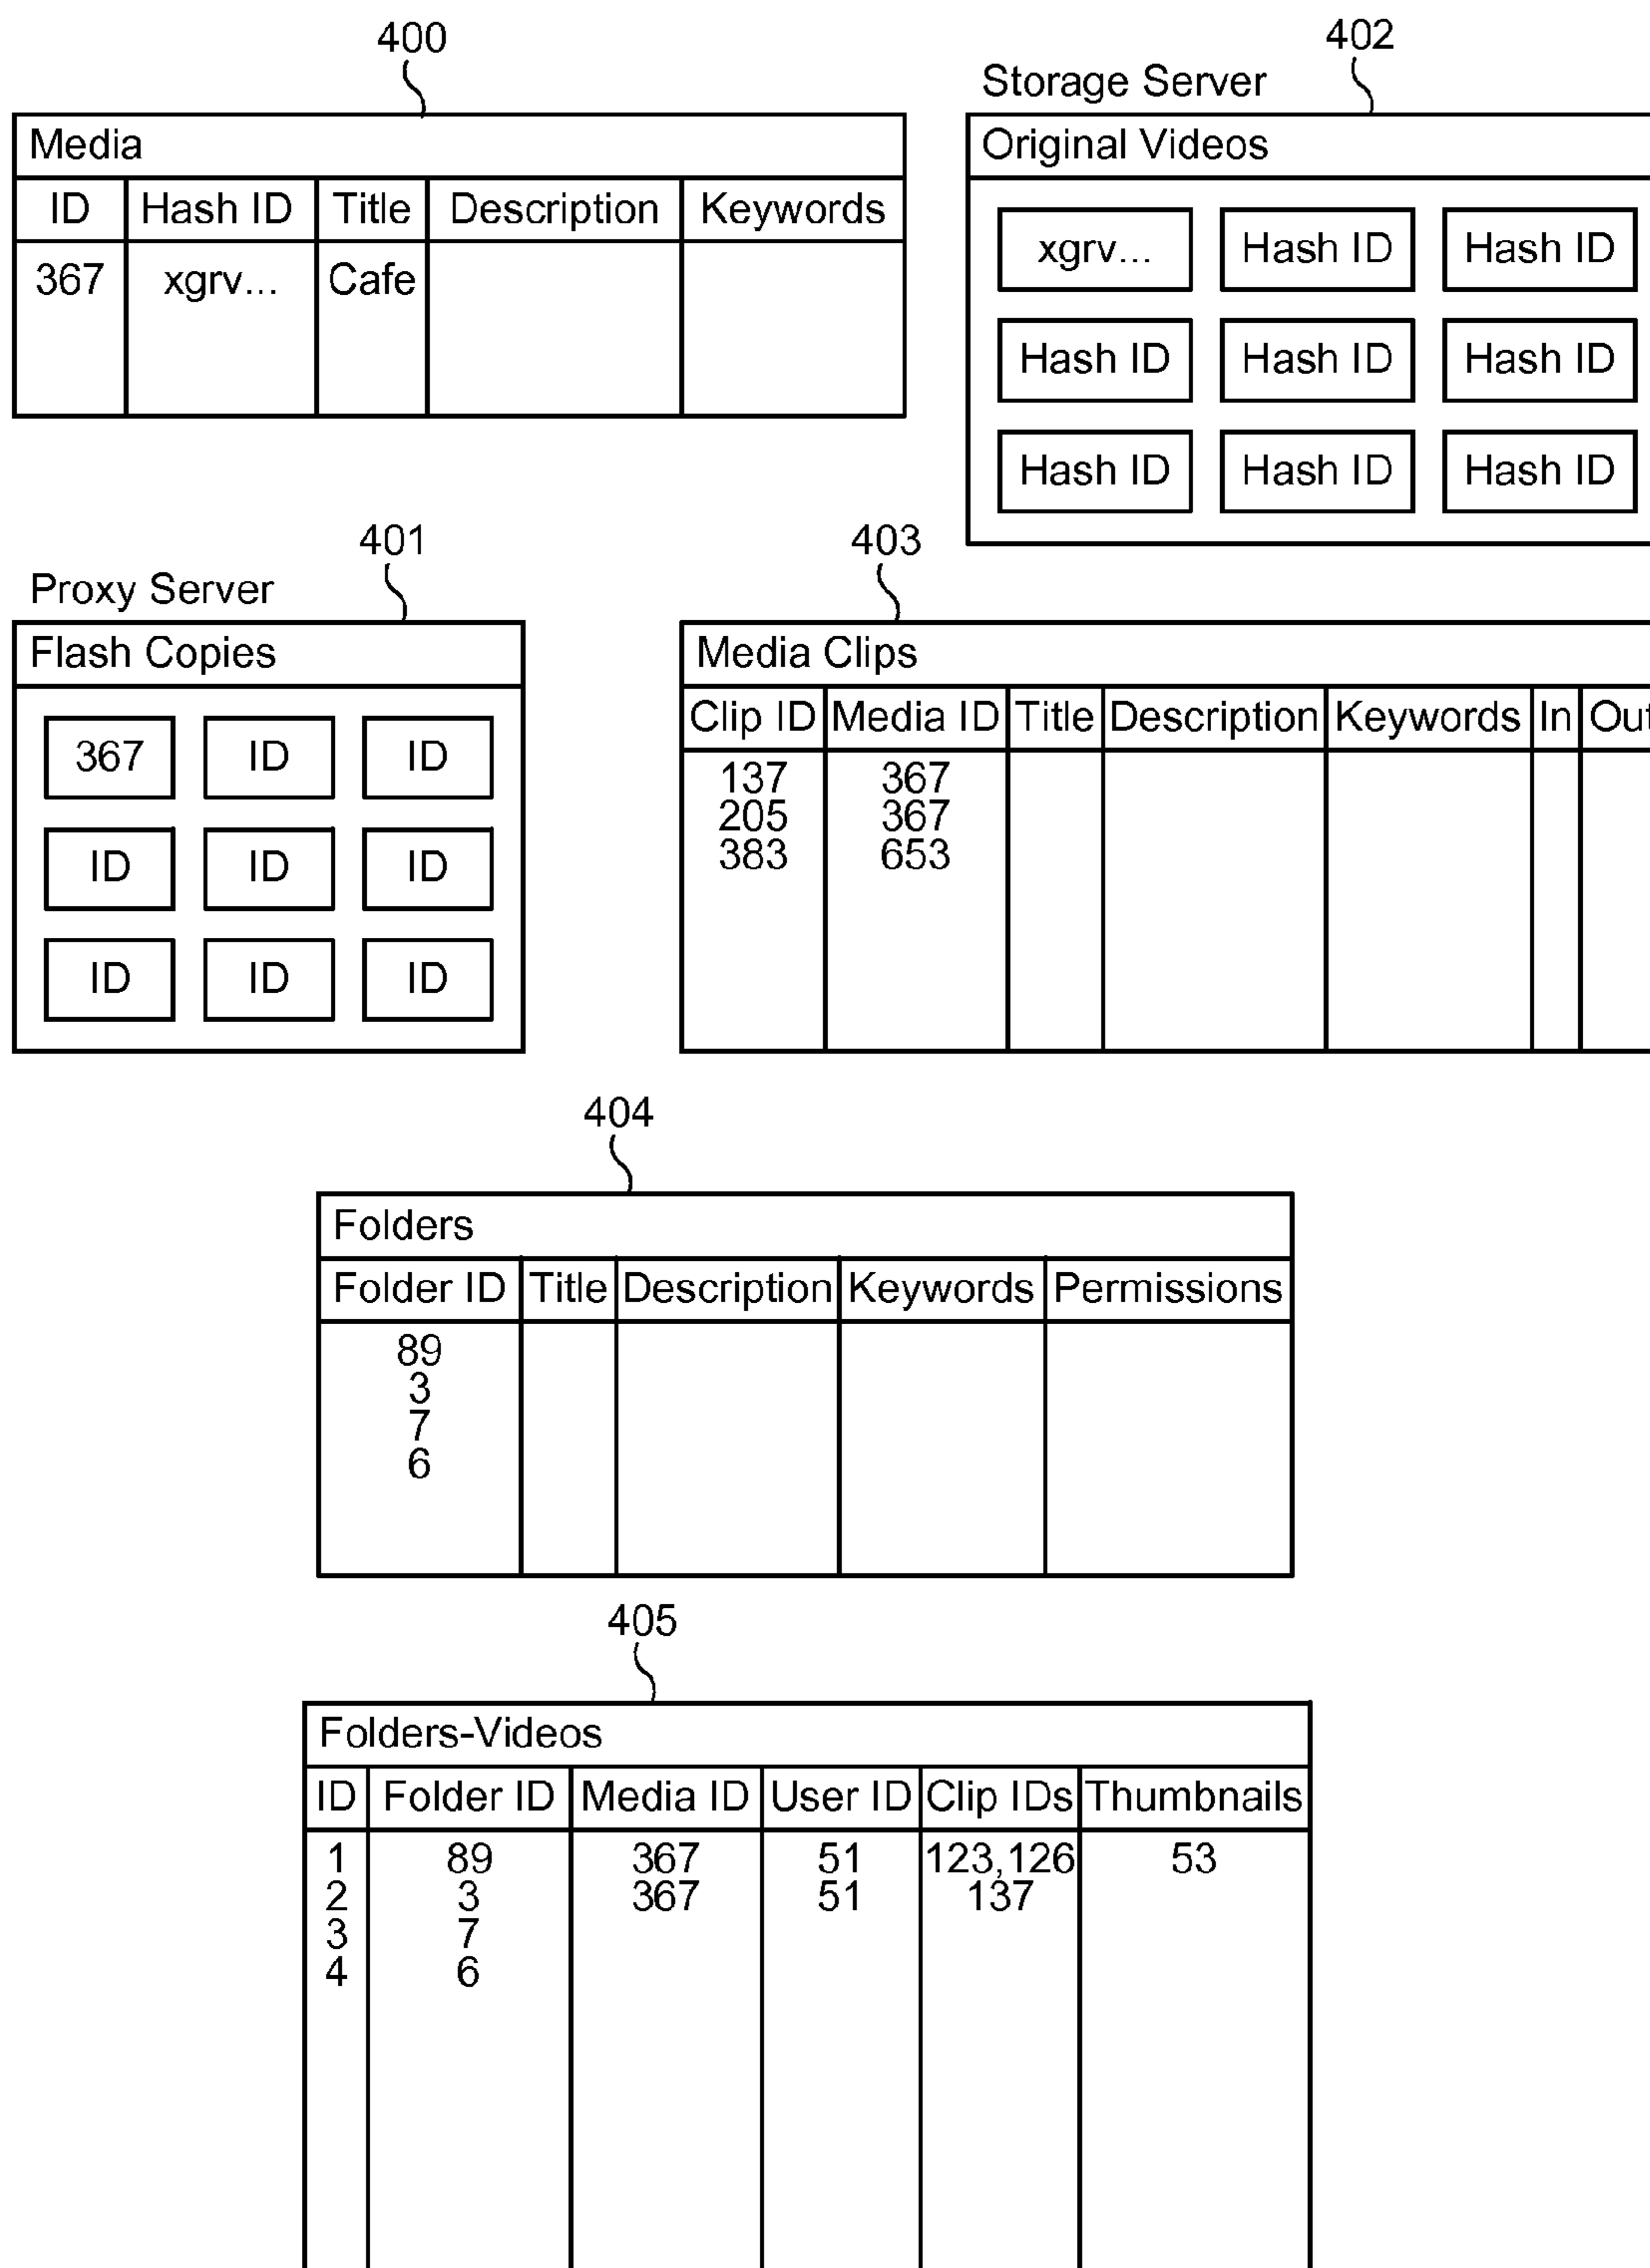 400
Media
ID Hash ID Title Description Keywords
367 xgrv... Cafe
402
Storage Server
Original Videos
xgrv... Hash ID Hash ID
Hash ID Hash ID Hash ID
Hash ID Hash ID Hash ID
401
Proxy Server
Flash Copies
367 ID ID
ID ID ID
ID ID ID
403
Media Clips
Clip ID Media ID Title Description Keywords In Out
137 367
205 367
383 653
404
Folders
Folder ID Title Description Keywords Permissions
89
3
7
6
405
Folders-Videos
ID Folder ID Media ID User ID Clip IDs Thumbnails
1 89 367 51 123,126 53
2 3 367 51 137
3 7
4 6